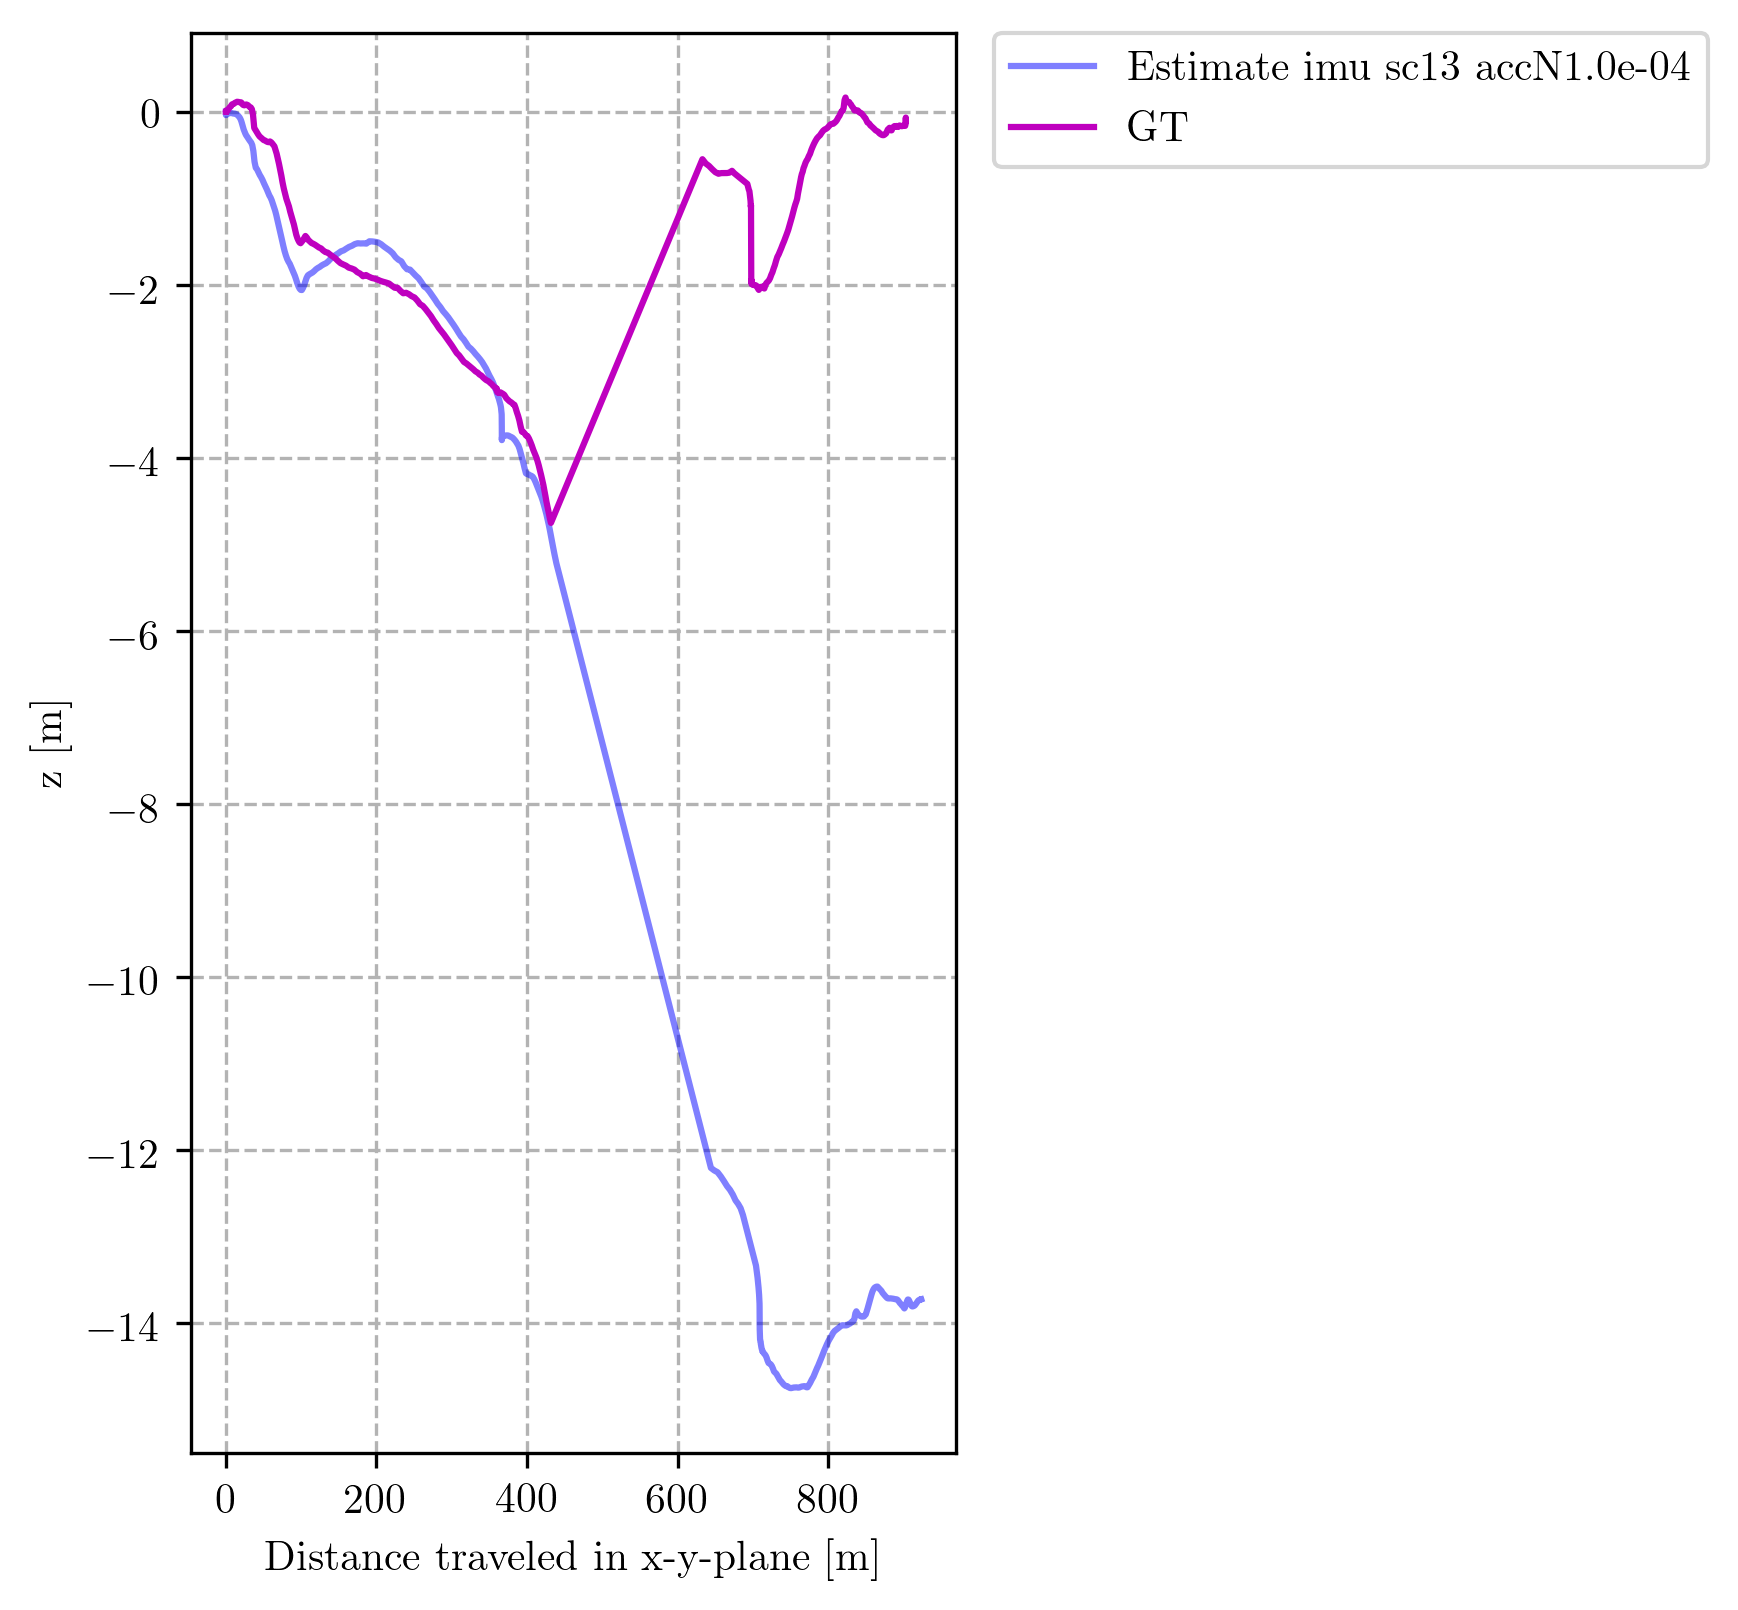 Estimate imu sc13 accN1.0e-04
GT
0
−2
−4
−6
−8
−10
−12
−14
z [m]
0 200 400 600 800
Distance traveled in x-y-plane [m]